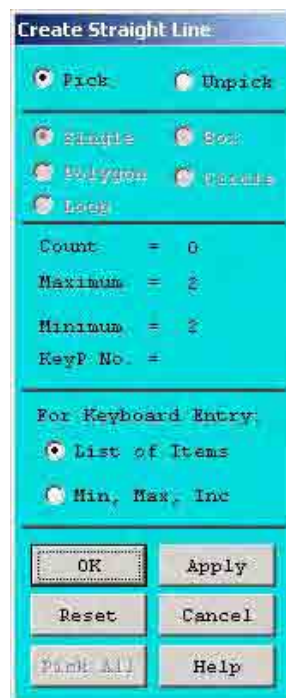 Create Straight Line
Pick Unpick
Single Box
Polygon Circle
Loop
Count = 0
Maximum = 2
Minimum = 2
KeyP No. =
For Keyboard Entry:
List of Items
Min, Max, Inc
OK Apply
Reset Cancel
Pick All Help